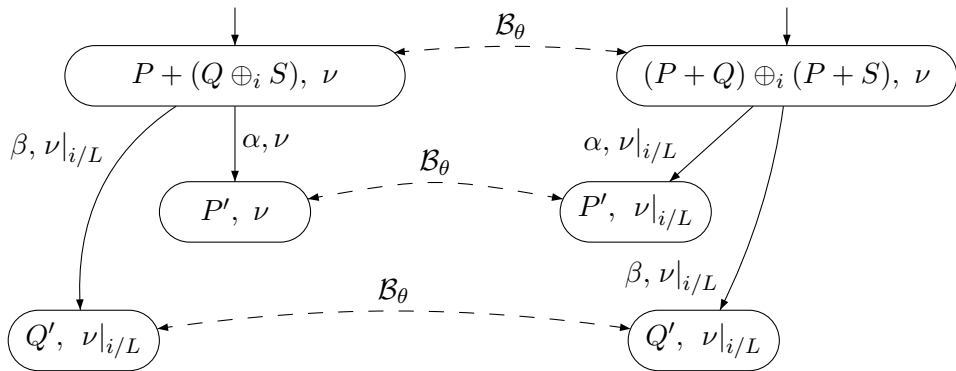 𝓑_θ
P + (Q ⊕_i S), ν
(P + Q) ⊕_i (P + S), ν
β, ν|_{i/L}
α, ν
α, ν|_{i/L}
𝓑_θ
P′, ν
P′, ν|_{i/L}
β, ν|_{i/L}
𝓑_θ
Q′, ν|_{i/L}
Q′, ν|_{i/L}